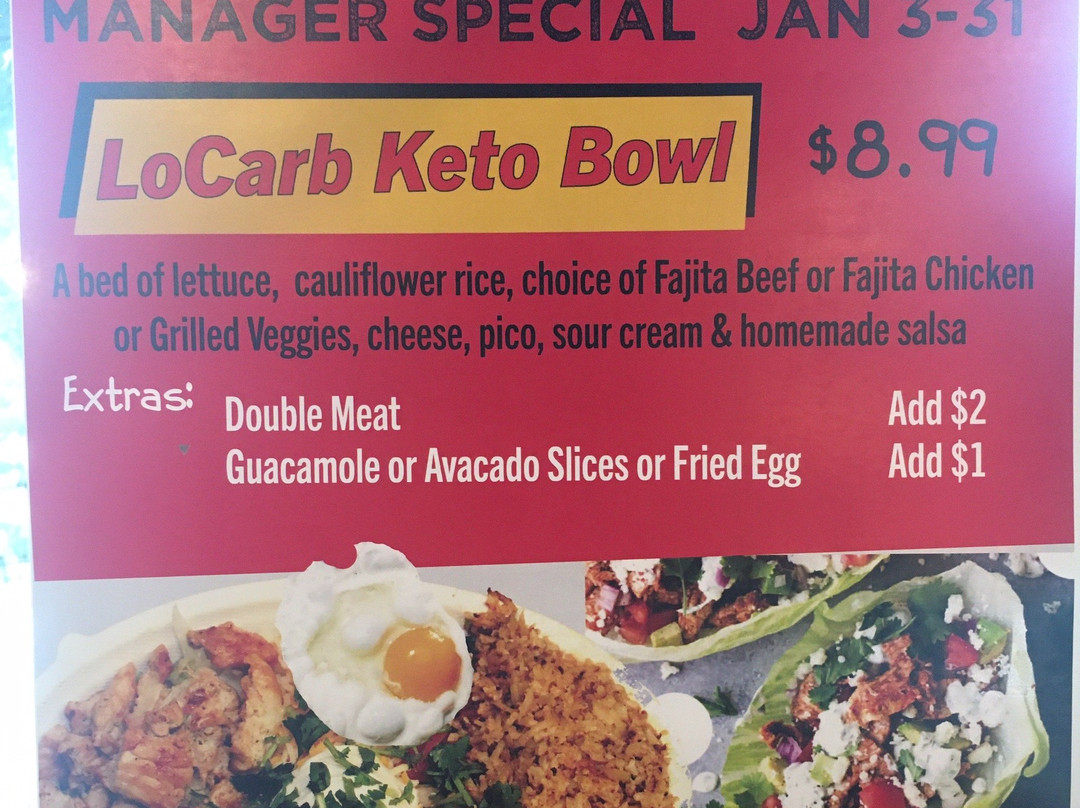 MANAGER SPECIAL JAN 3-31
LoCarb Keto Bowl
$8.99
A bed of lettuce, cauliflower rice, choice of Fajita Beef or Fajita Chicken
or Grilled Veggies, cheese, pico, sour cream & homemade salsa
Extras:
Double Meat Add $2
Guacamole or Avacado Slices or Fried Egg Add $1